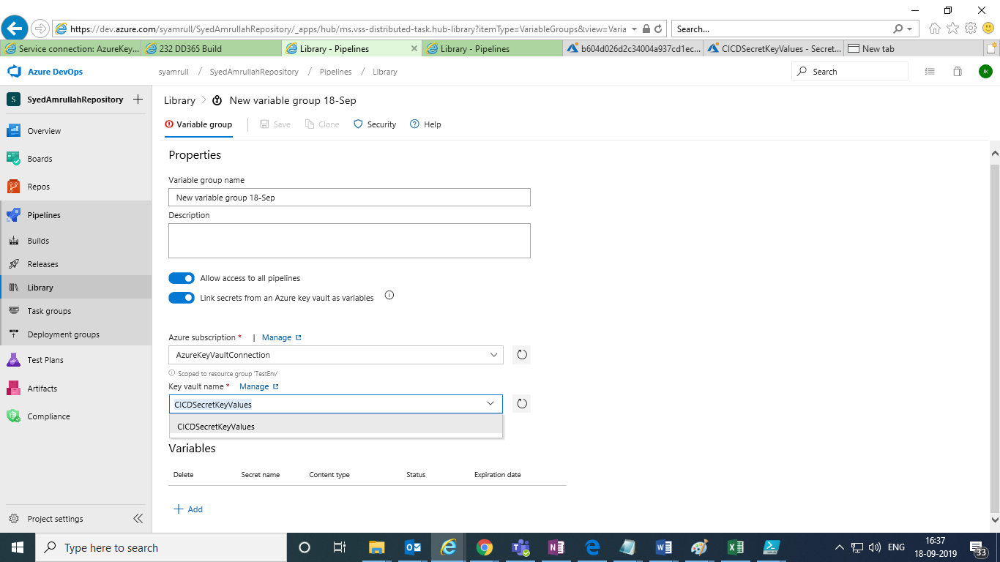 https://dev.azure.com/syamrull/SyedAmrullahRepository/_apps/hub/ms.vss-distributed-task.hub-library?itemType=VariableGroups&view=Varia
Search...
Service connection: AzureKey...
232 DD365 Build
Library - Pipelines
Library - Pipelines
b604d026d2c34004a937cd1ec...
CICDSecretKeyValues - Secret...
New tab
Azure DevOps
syamrull / SyedAmrullahRepository / Pipelines / Library
Search
IK
S SyedAmrullahRepository
Overview
Boards
Repos
Pipelines
Builds
Releases
Library
Task groups
Deployment groups
Test Plans
Artifacts
Compliance
Project settings
Library > New variable group 18-Sep
Variable group
Save
Clone
Security
Help
Properties
Variable group name
New variable group 18-Sep
Description
Allow access to all pipelines
Link secrets from an Azure key vault as variables
Azure subscription * | Manage
AzureKeyVaultConnection
Scoped to resource group 'TestEnv'
Key vault name * Manage
CICDSecretKeyValues
CICDSecretKeyValues
Variables
Delete Secret name Content type Status Expiration date
+ Add
Type here to search
ENG
16:37
18-09-2019
33